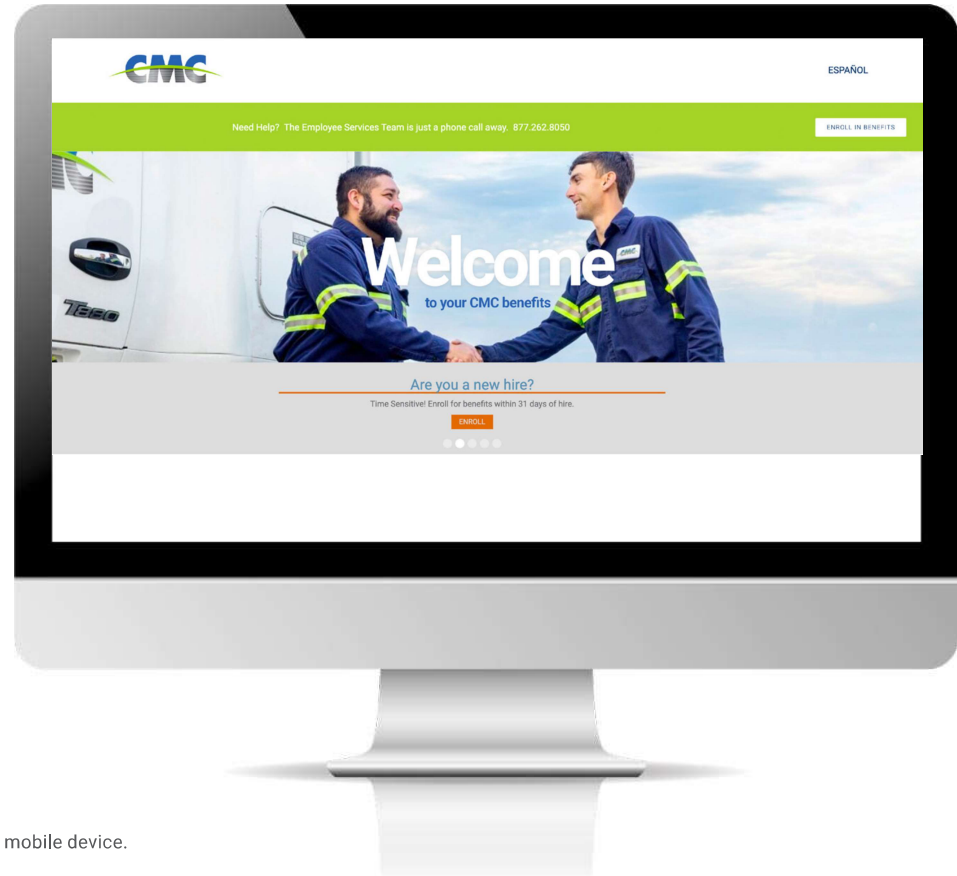 CMC
ESPAÑOL
Need Help? The Employee Services Team is just a phone call away. 877.262.8050
ENROLL IN BENEFITS
T880
CMC
Welcome
to your CMC benefits
Are you a new hire?
Time Sensitive! Enroll for benefits within 31 days of hire.
ENROLL
mobile device.